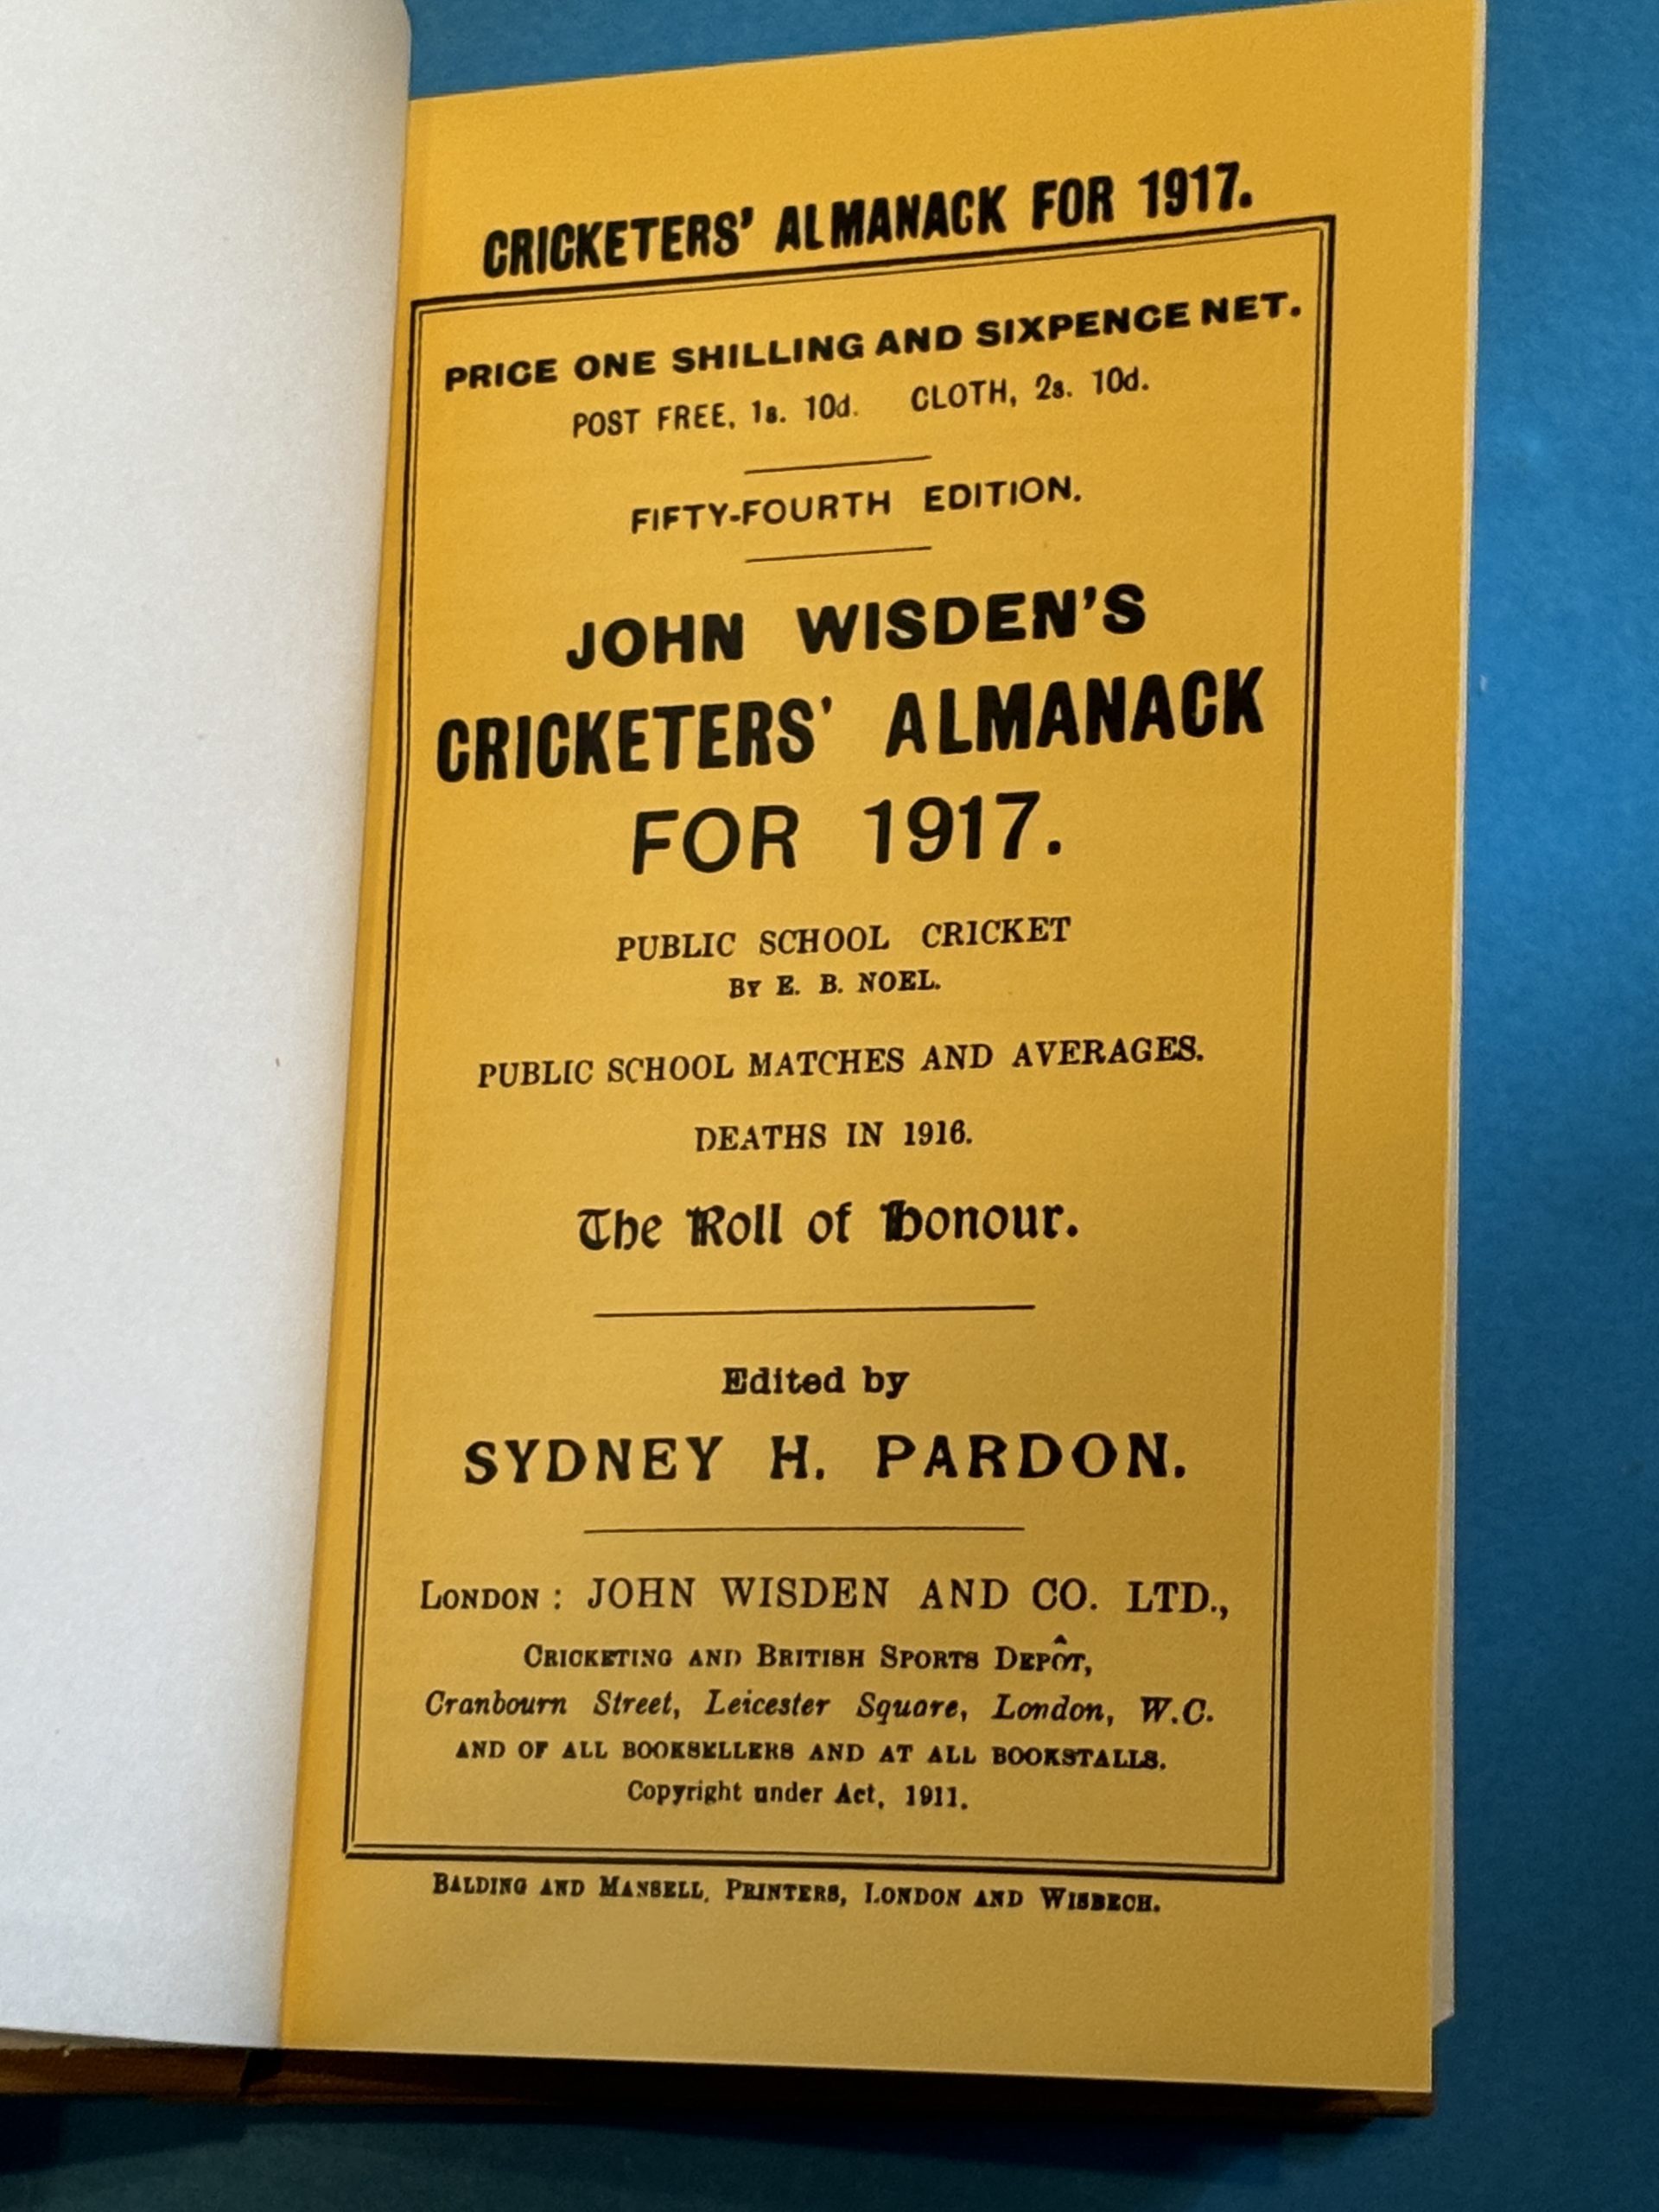 CRICKETERS' ALMANACK FOR 1917.
PRICE ONE SHILLING AND SIXPENCE NET.
POST FREE, 1s. 10d. CLOTH, 2s. 10d.
FIFTY-FOURTH EDITION.
JOHN WISDEN'S
CRICKETERS' ALMANACK
FOR 1917.
PUBLIC SCHOOL CRICKET
BY E. B. NOEL.
PUBLIC SCHOOL MATCHES AND AVERAGES.
DEATHS IN 1916.
The Roll of Honour.
Edited by
SYDNEY H. PARDON.
LONDON: JOHN WISDEN AND CO. LTD.,
CRICKETING AND BRITISH SPORTS DEPÔT,
Cranbourn Street, Leicester Square, London, W.C.
AND OF ALL BOOKSELLERS AND AT ALL BOOKSTALLS.
Copyright under Act, 1911.
BALDING AND MANSELL, PRINTERS, LONDON AND WISBECH.